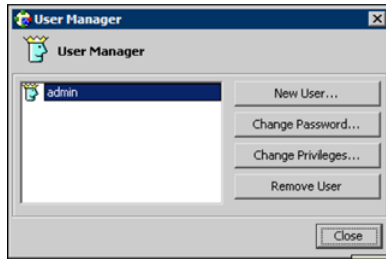 User Manager
User Manager
admin
New User...
Change Password...
Change Privileges...
Remove User
Close